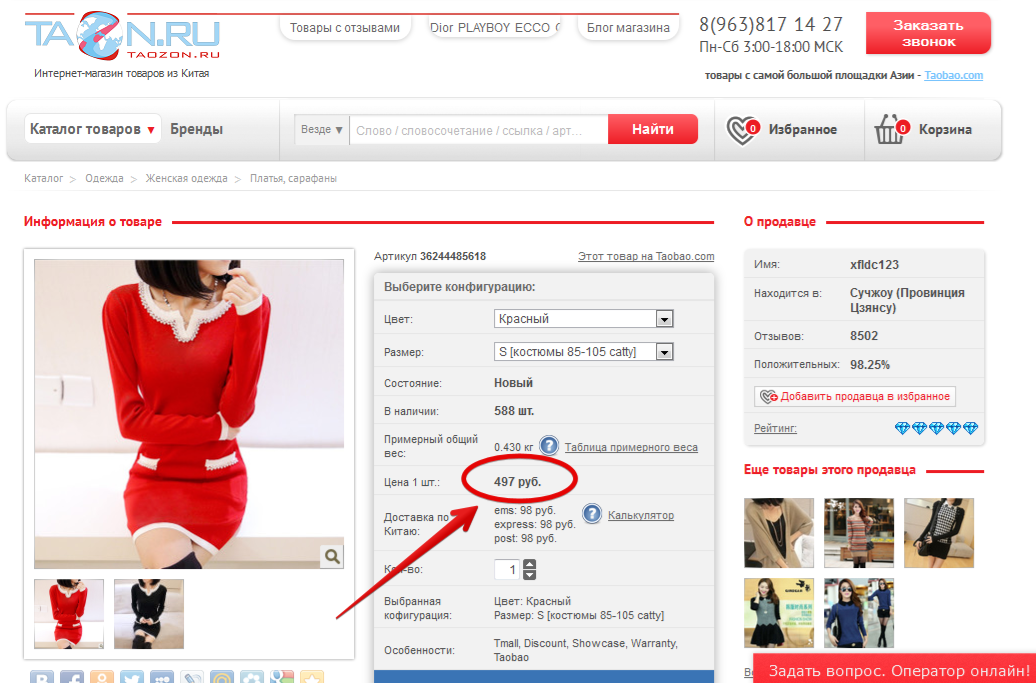 TAOZON.RU
TAOZON.RU
Интернет-магазин товаров из Китая
Товары с отзывами
Dior PLAYBOY ECCO
Блог магазина
8(963)817 14 27
Пн-Сб 3:00-18:00 МСК
Заказать
звонок
товары с самой большой площадки Азии - Taobao.com
Каталог товаров ▼
Бренды
Везде ▼
Слово / словосочетание / ссылка / арт...
Найти
0
Избранное
0
Корзина
Каталог > Одежда > Женская одежда > Платья, сарафаны
Информация о товаре
Артикул 36244485618
Этот товар на Taobao.com
Выберите конфигурацию:
Цвет: Красный
Размер: S [костюмы 85-105 catty]
Состояние: Новый
В наличии: 588 шт.
Примерный общий
вес:
0.430 кг ? Таблица примерного веса
Цена 1 шт.: 497 руб.
Доставка по
Китаю:
ems: 98 руб.
express: 98 руб.
post: 98 руб.
? Калькулятор
Кол-во: 1
Выбранная
кофигурация:
Цвет: Красный
Размер: S [костюмы 85-105 catty]
Особенности:
Tmall, Discount, Showcase, Warranty,
Taobao
О продавце
Имя: xfldc123
Находится в: Сучжоу (Провинция
Цзянсу)
Отзывов: 8502
Положительных: 98.25%
Добавить продавца в избранное
Рейтинг:
Еще товары этого продавца
Задать вопрос. Оператор онлайн!